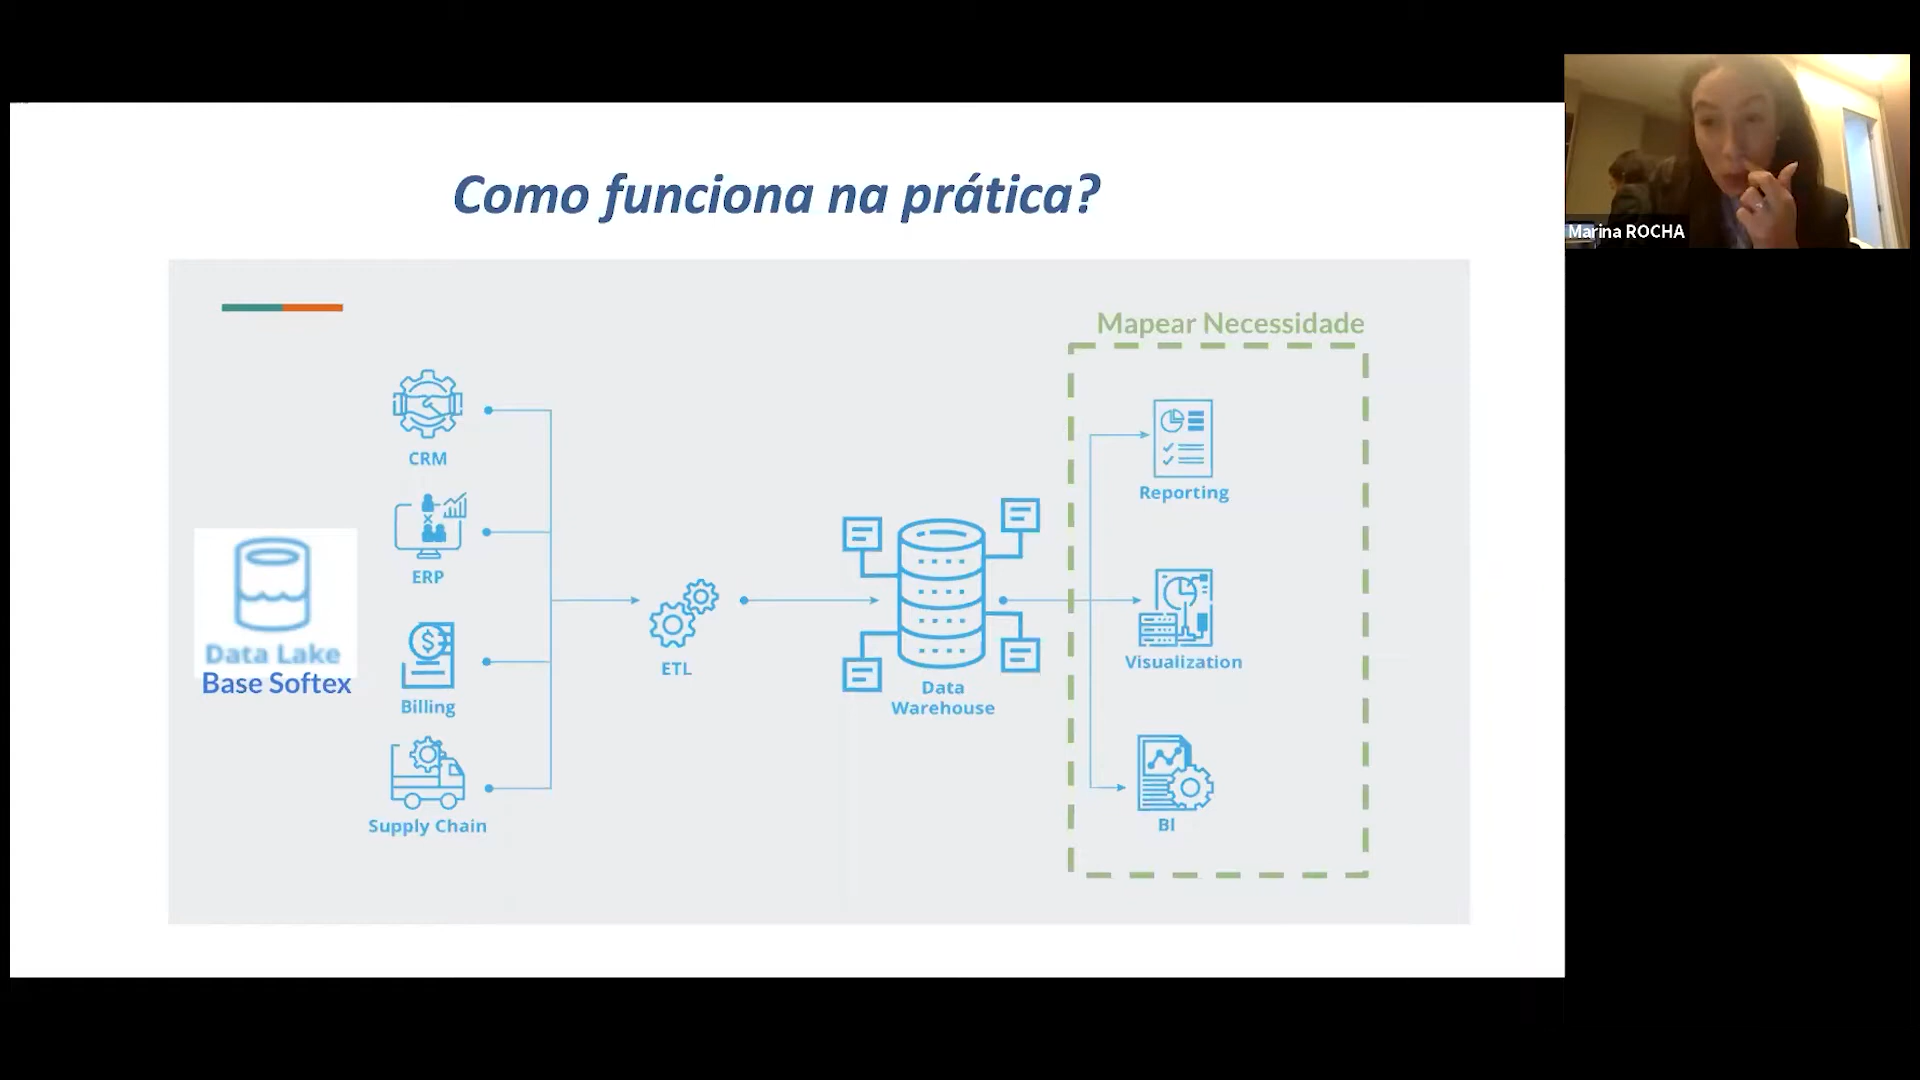 Como funciona na prática?
Marina ROCHA
Mapear Necessidade
CRM
ERP
Billing
Supply Chain
Data Lake
Base Softex
ETL
Data
Warehouse
Reporting
Visualization
BI